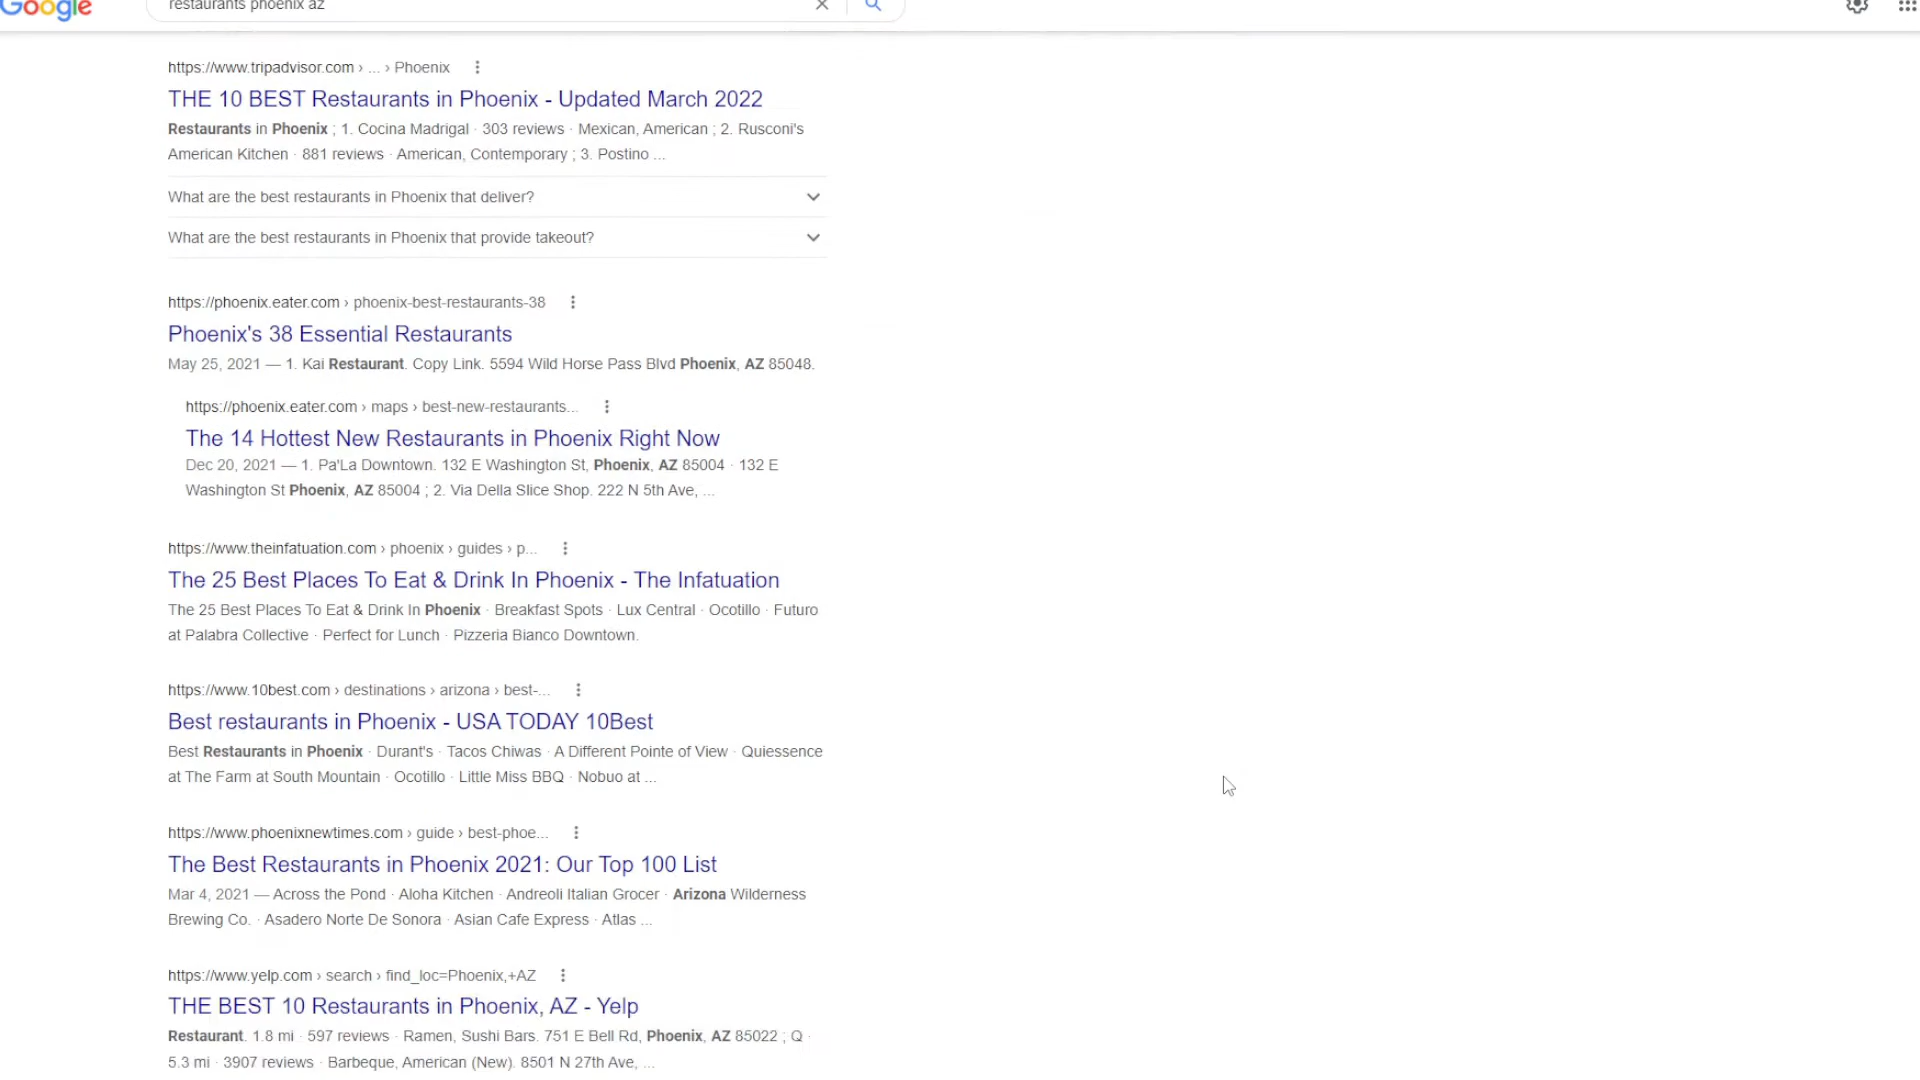 Google
restaurants phoenix az
https://www.tripadvisor.com › ... › Phoenix
THE 10 BEST Restaurants in Phoenix - Updated March 2022
Restaurants in Phoenix ; 1. Cocina Madrigal · 303 reviews · Mexican, American ; 2. Rusconi's
American Kitchen · 881 reviews · American, Contemporary ; 3. Postino ...
What are the best restaurants in Phoenix that deliver?
What are the best restaurants in Phoenix that provide takeout?
https://phoenix.eater.com › phoenix-best-restaurants-38
Phoenix's 38 Essential Restaurants
May 25, 2021 — 1. Kai Restaurant. Copy Link. 5594 Wild Horse Pass Blvd Phoenix, AZ 85048.
https://phoenix.eater.com › maps › best-new-restaurants...
The 14 Hottest New Restaurants in Phoenix Right Now
Dec 20, 2021 — 1. Pa'La Downtown. 132 E Washington St, Phoenix, AZ 85004 · 132 E
Washington St Phoenix, AZ 85004 ; 2. Via Della Slice Shop. 222 N 5th Ave, ...
https://www.theinfatuation.com › phoenix › guides › p...
The 25 Best Places To Eat & Drink In Phoenix - The Infatuation
The 25 Best Places To Eat & Drink In Phoenix · Breakfast Spots · Lux Central · Ocotillo · Futuro
at Palabra Collective · Perfect for Lunch · Pizzeria Bianco Downtown.
https://www.10best.com › destinations › arizona › best-...
Best restaurants in Phoenix - USA TODAY 10Best
Best Restaurants in Phoenix · Durant's · Tacos Chiwas · A Different Pointe of View · Quiessence
at The Farm at South Mountain · Ocotillo · Little Miss BBQ · Nobuo at ...
https://www.phoenixnewtimes.com › guide › best-phoe...
The Best Restaurants in Phoenix 2021: Our Top 100 List
Mar 4, 2021 — Across the Pond · Aloha Kitchen · Andreoli Italian Grocer · Arizona Wilderness
Brewing Co. · Asadero Norte De Sonora · Asian Cafe Express · Atlas ...
https://www.yelp.com › search › find_loc=Phoenix,+AZ
THE BEST 10 Restaurants in Phoenix, AZ - Yelp
Restaurant. 1.8 mi · 597 reviews · Ramen, Sushi Bars. 751 E Bell Rd, Phoenix, AZ 85022 ; Q ·
5.3 mi · 3907 reviews · Barbeque, American (New). 8501 N 27th Ave, ...